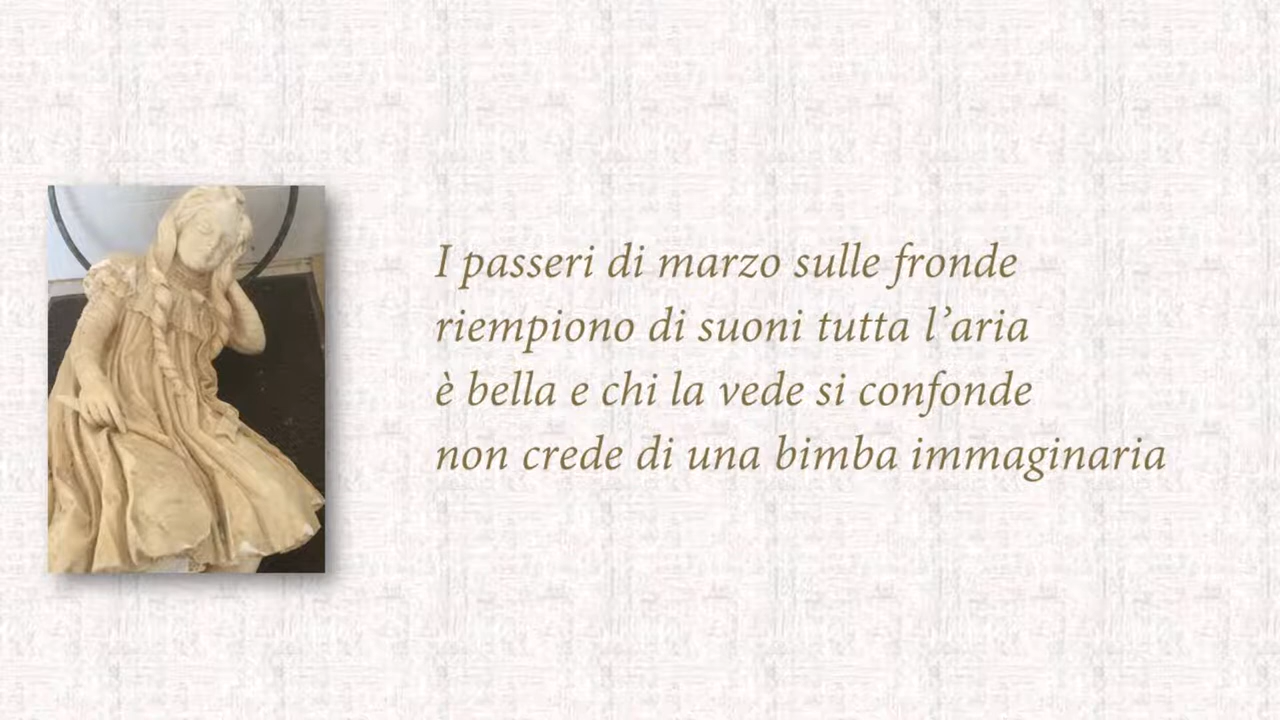 I passeri di marzo sulle fronde
riempiono di suoni tutta l’aria
è bella e chi la vede si confonde
non crede di una bimba immaginaria